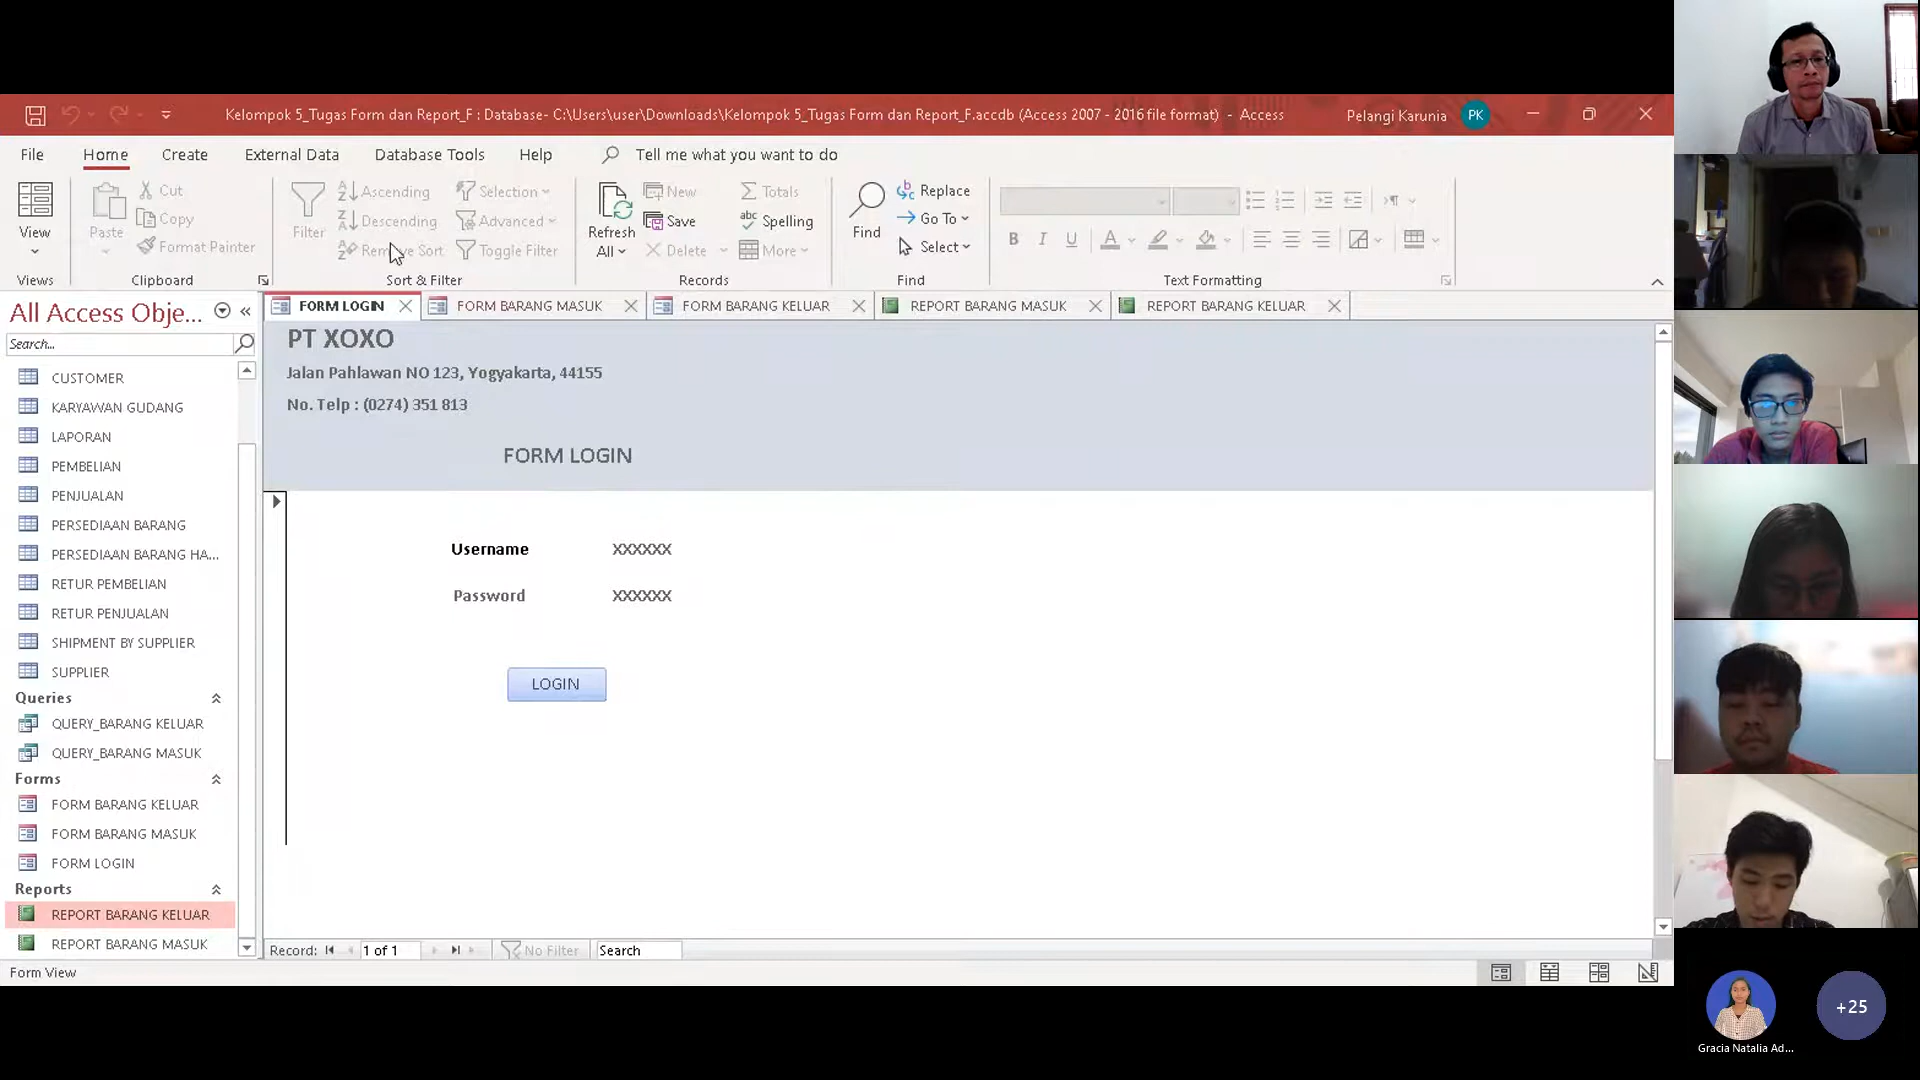 Kelompok 5_Tugas Form dan Report_F : Database- C:\Users\user\Downloads\Kelompok 5_Tugas Form dan Report_F.accdb (Access 2007 - 2016 file format) - Access
Pelangi Karunia
PK
File Home Create External Data Database Tools Help Tell me what you want to do
View
Views
Paste
Cut
Copy
Format Painter
Clipboard
Filter
Ascending
Descending
Remove Sort
Selection
Advanced
Toggle Filter
Sort & Filter
Refresh All
New
Save
Delete
Totals
Spelling
More
Records
Find
Replace
Go To
Select
Find
B I U A
Text Formatting
All Access Obje...
Search...
CUSTOMER
KARYAWAN GUDANG
LAPORAN
PEMBELIAN
PENJUALAN
PERSEDIAAN BARANG
PERSEDIAAN BARANG HA...
RETUR PEMBELIAN
RETUR PENJUALAN
SHIPMENT BY SUPPLIER
SUPPLIER
Queries
QUERY_BARANG KELUAR
QUERY_BARANG MASUK
Forms
FORM BARANG KELUAR
FORM BARANG MASUK
FORM LOGIN
Reports
REPORT BARANG KELUAR
REPORT BARANG MASUK
FORM LOGIN FORM BARANG MASUK FORM BARANG KELUAR REPORT BARANG MASUK REPORT BARANG KELUAR
PT XOXO
Jalan Pahlawan NO 123, Yogyakarta, 44155
No. Telp : (0274) 351 813
FORM LOGIN
Username XXXXXX
Password XXXXXX
LOGIN
Record: 1 of 1 No Filter Search
Form View
Gracia Natalia Ad...
+25